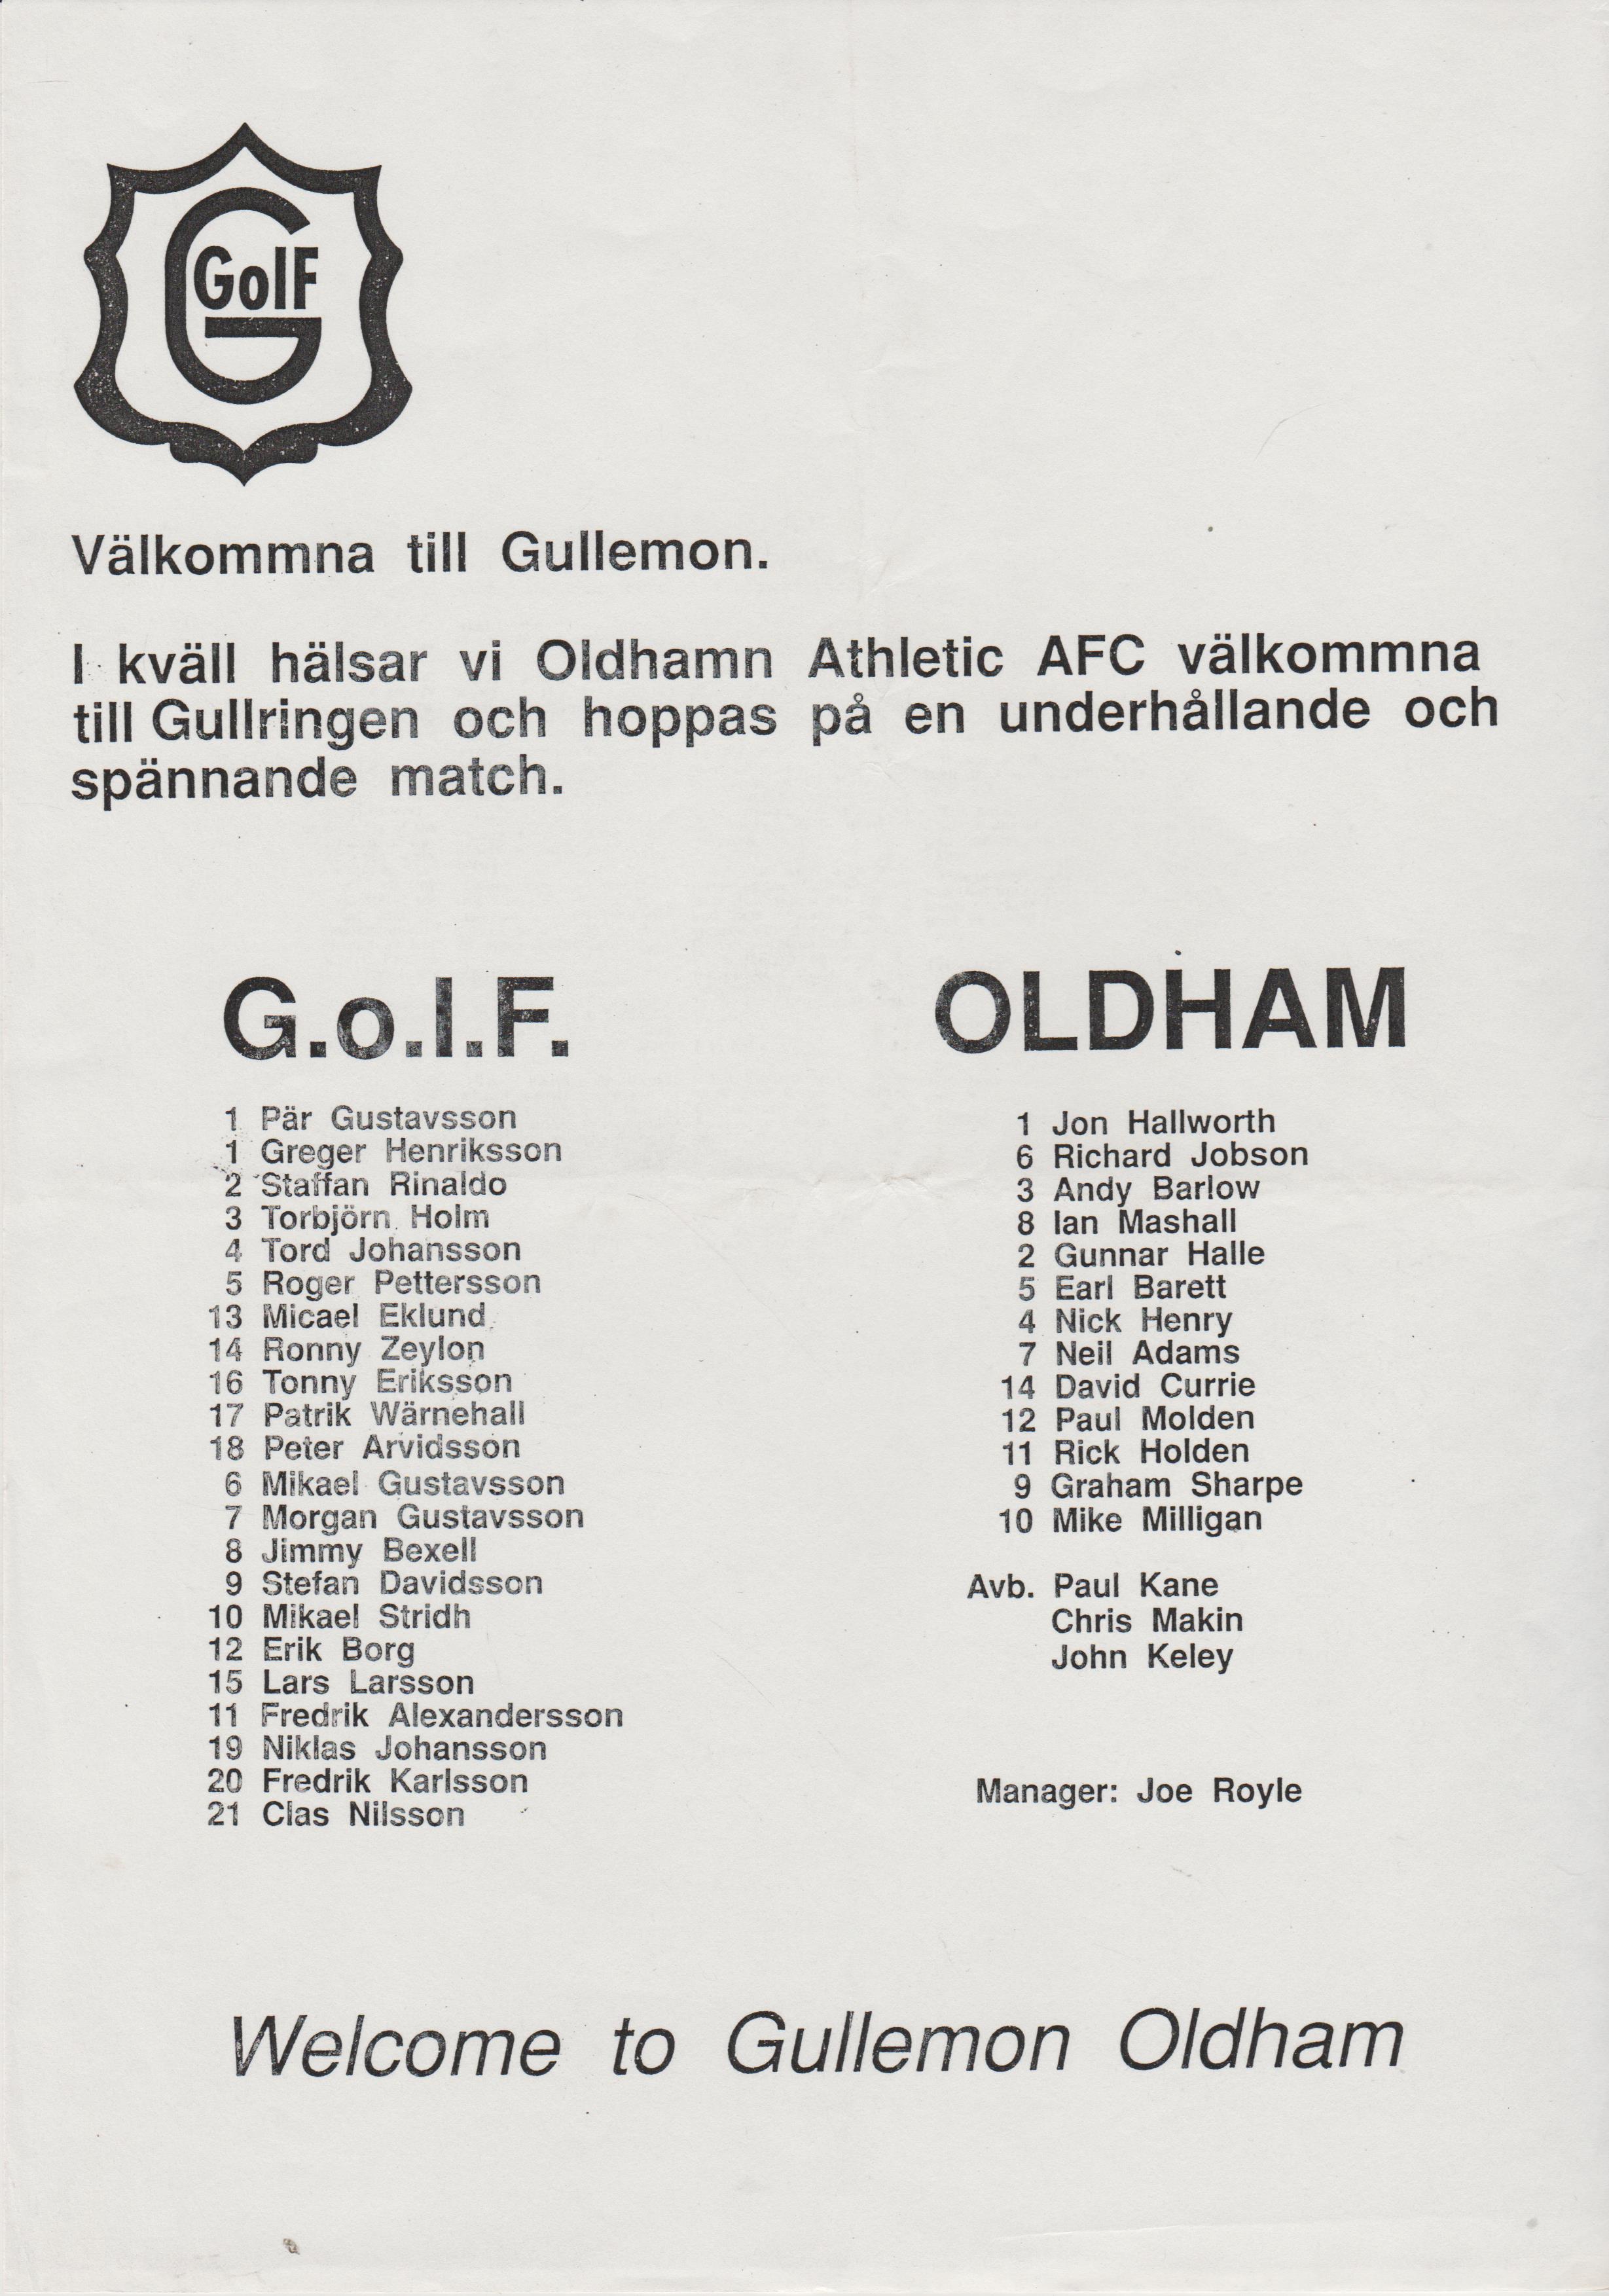 GoIF
G
Välkommna till Gullemon.
I kväll hälsar vi Oldhamn Athletic AFC välkommna
till Gullringen och hoppas på en underhållande och
spännande match.
G.o.I.F.
1 Pär Gustavsson
1 Greger Henriksson
2 Staffan Rinaldo
3 Torbjörn Holm
4 Tord Johansson
5 Roger Pettersson
13 Micael Eklund
14 Ronny Zeylon
16 Tonny Eriksson
17 Patrik Wärnehall
18 Peter Arvidsson
6 Mikael Gustavsson
7 Morgan Gustavsson
8 Jimmy Bexell
9 Stefan Davidsson
10 Mikael Stridh
12 Erik Borg
15 Lars Larsson
11 Fredrik Alexandersson
19 Niklas Johansson
20 Fredrik Karlsson
21 Clas Nilsson
OLDHAM
1 Jon Hallworth
6 Richard Jobson
3 Andy Barlow
8 Ian Mashall
2 Gunnar Halle
5 Earl Barett
4 Nick Henry
7 Neil Adams
14 David Currie
12 Paul Molden
11 Rick Holden
9 Graham Sharpe
10 Mike Milligan
Avb. Paul Kane
Chris Makin
John Keley
Manager: Joe Royle
Welcome to Gullemon Oldham